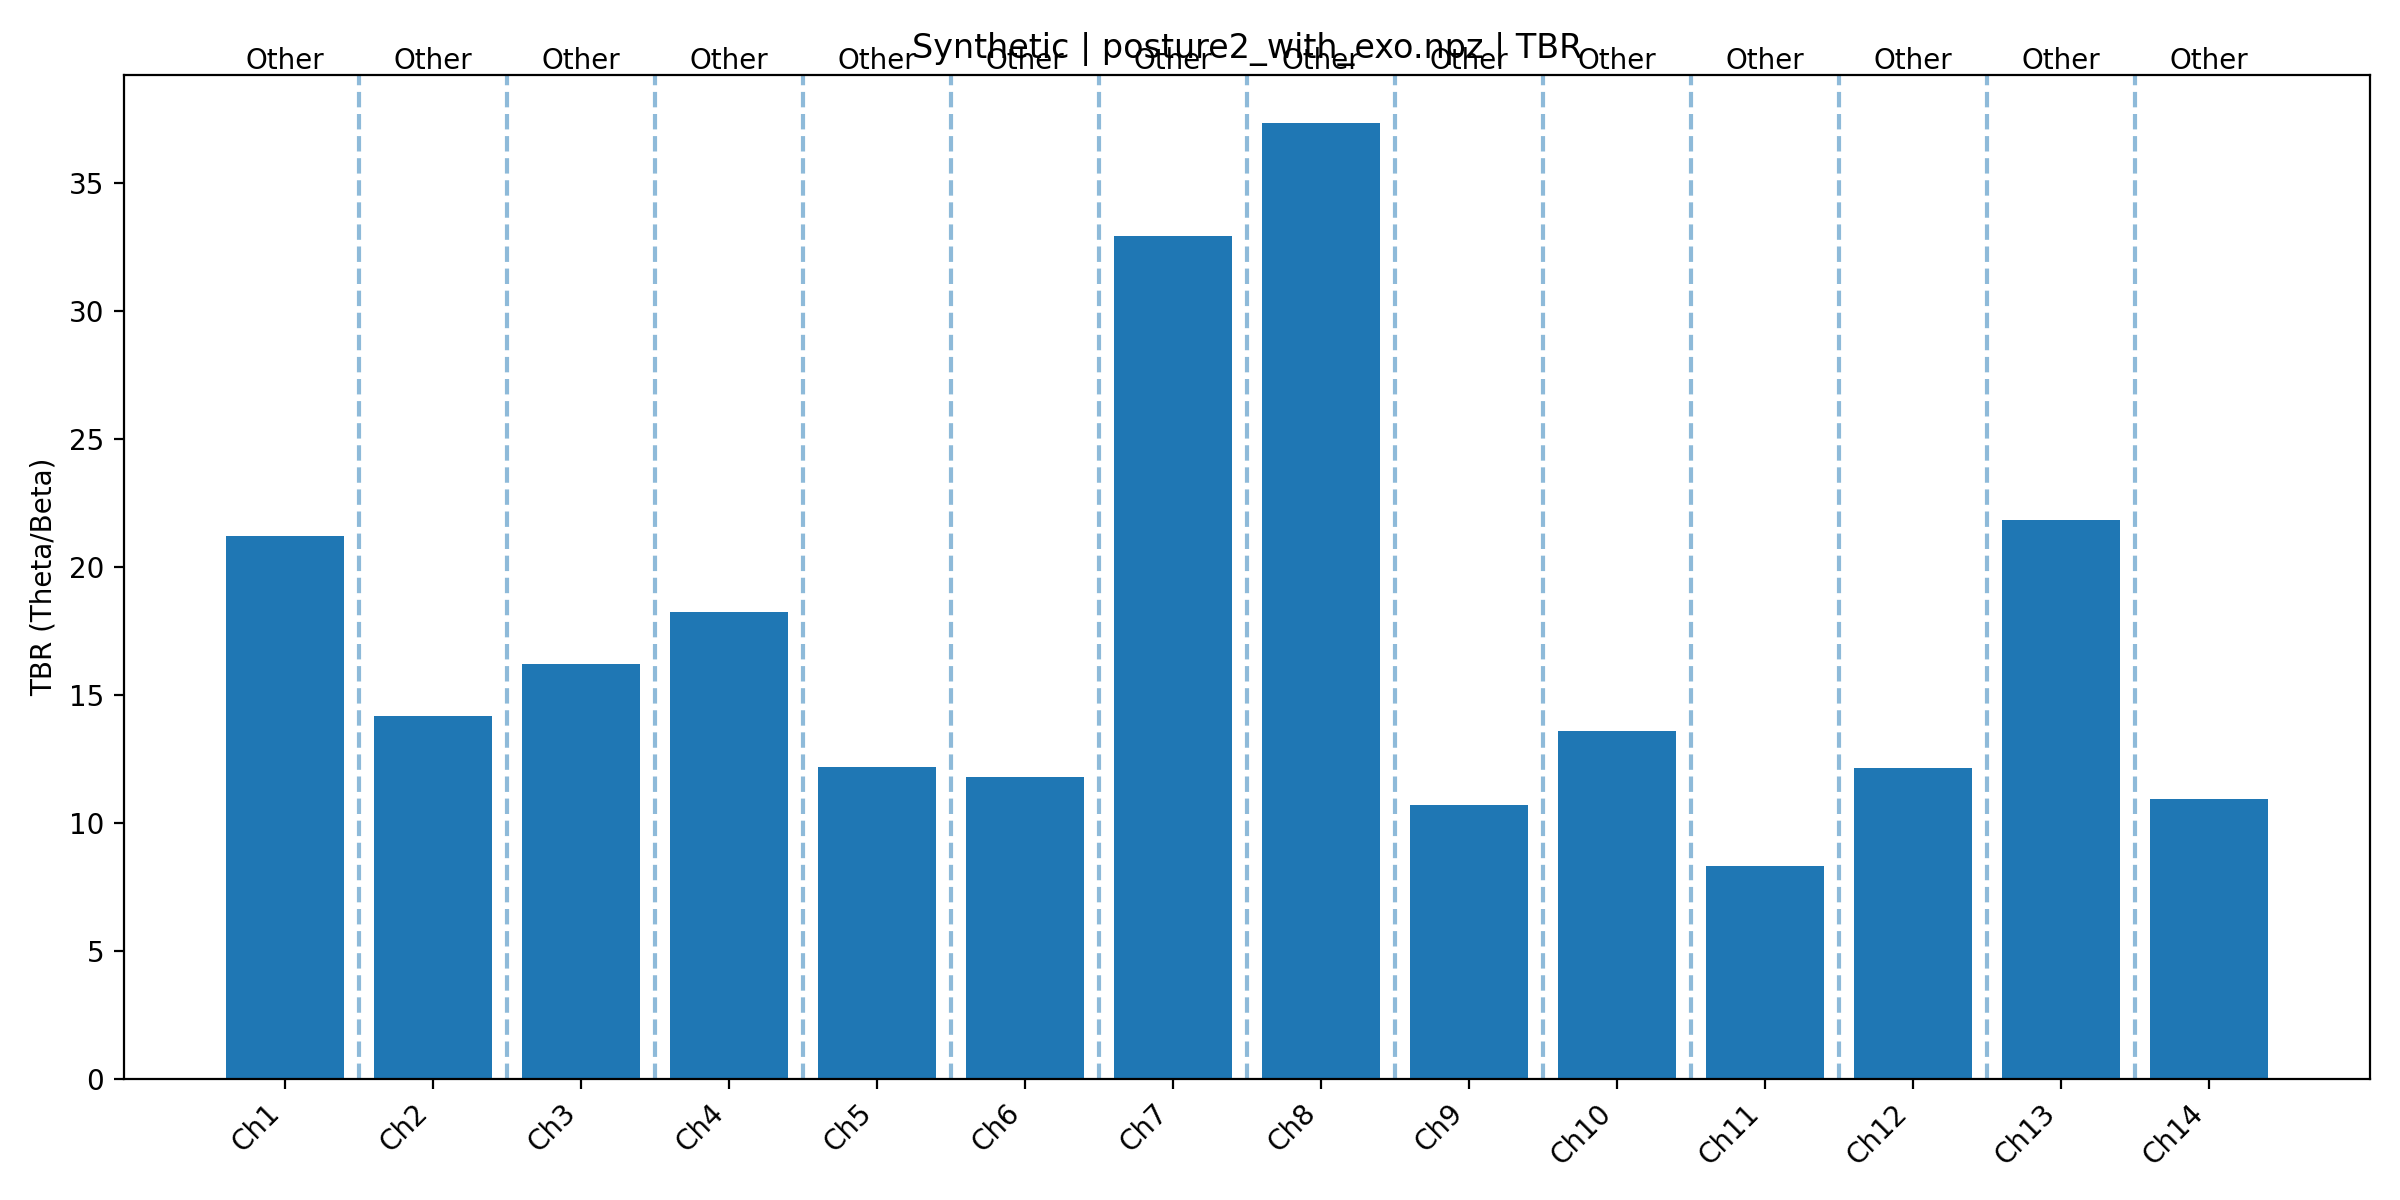 Synthetic | posture2_with_exo.npz | TBR
Other Other Other Other Other Other Other Other Other Other Other Other Other Other
TBR (Theta/Beta)
35
30
25
20
15
10
5
0
Ch1 Ch2 Ch3 Ch4 Ch5 Ch6 Ch7 Ch8 Ch9 Ch10 Ch11 Ch12 Ch13 Ch14